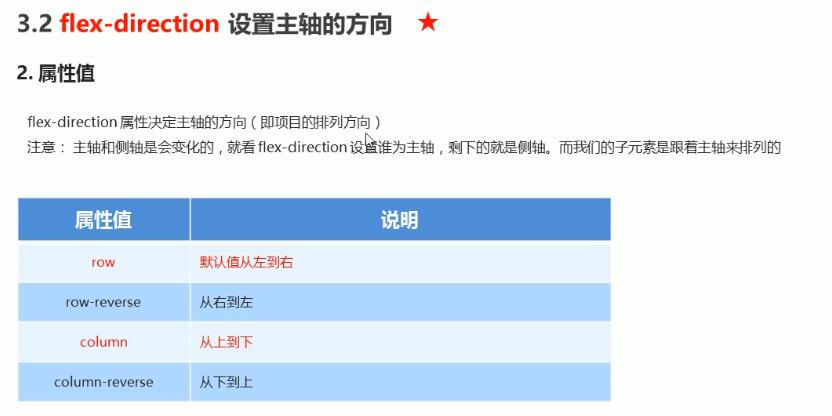 3.2 flex-direction 设置主轴的方向 ★
2. 属性值
flex-direction 属性决定主轴的方向（即项目的排列方向）
注意： 主轴和侧轴是会变化的，就看 flex-direction 设置谁为主轴，剩下的就是侧轴。而我们的子元素是跟着主轴来排列的
属性值 说明
row 默认值从左到右
row-reverse 从右到左
column 从上到下
column-reverse 从下到上